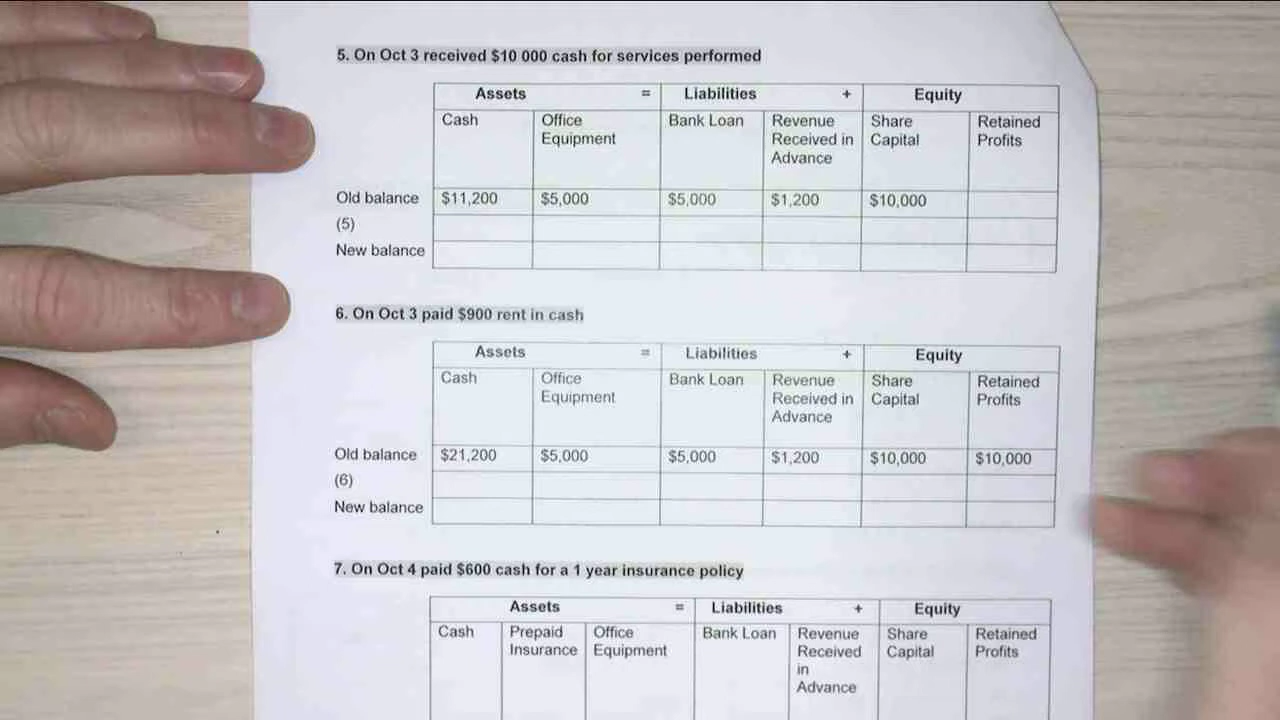 5. On Oct 3 received $10 000 cash for services performed
Assets = Liabilities + Equity
Cash Office Bank Loan Revenue Share Retained
Equipment Received in Capital Profits
Advance
Old balance $11,200 $5,000 $5,000 $1,200 $10,000
(5)
New balance
6. On Oct 3 paid $900 rent in cash
Assets = Liabilities + Equity
Cash Office Bank Loan Revenue Share Retained
Equipment Received in Capital Profits
Advance
Old balance $21,200 $5,000 $5,000 $1,200 $10,000 $10,000
(6)
New balance
7. On Oct 4 paid $600 cash for a 1 year insurance policy
Assets = Liabilities + Equity
Cash Prepaid Office Bank Loan Revenue Share Retained
Insurance Equipment Received Capital Profits
in
Advance